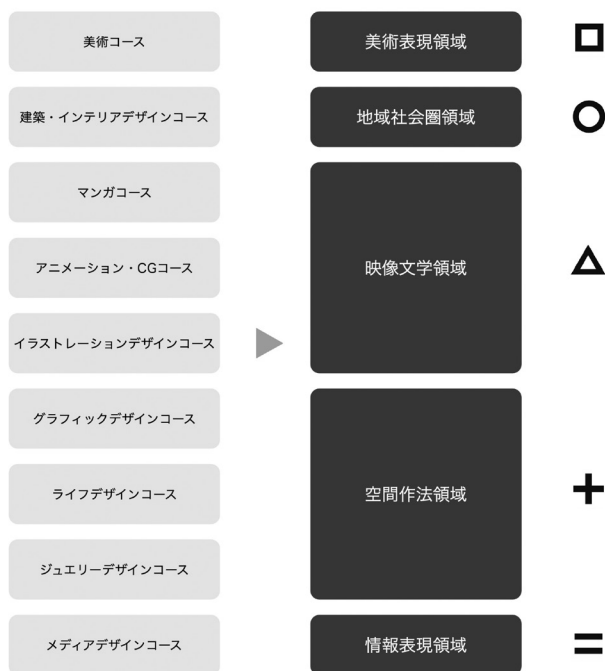 美術コース
建築・インテリアデザインコース
マンガコース
アニメーション・CGコース
イラストレーションデザインコース
グラフィックデザインコース
ライフデザインコース
ジュエリーデザインコース
メディアデザインコース
美術表現領域
地域社会圏領域
映像文学領域
空間作法領域
情報表現領域